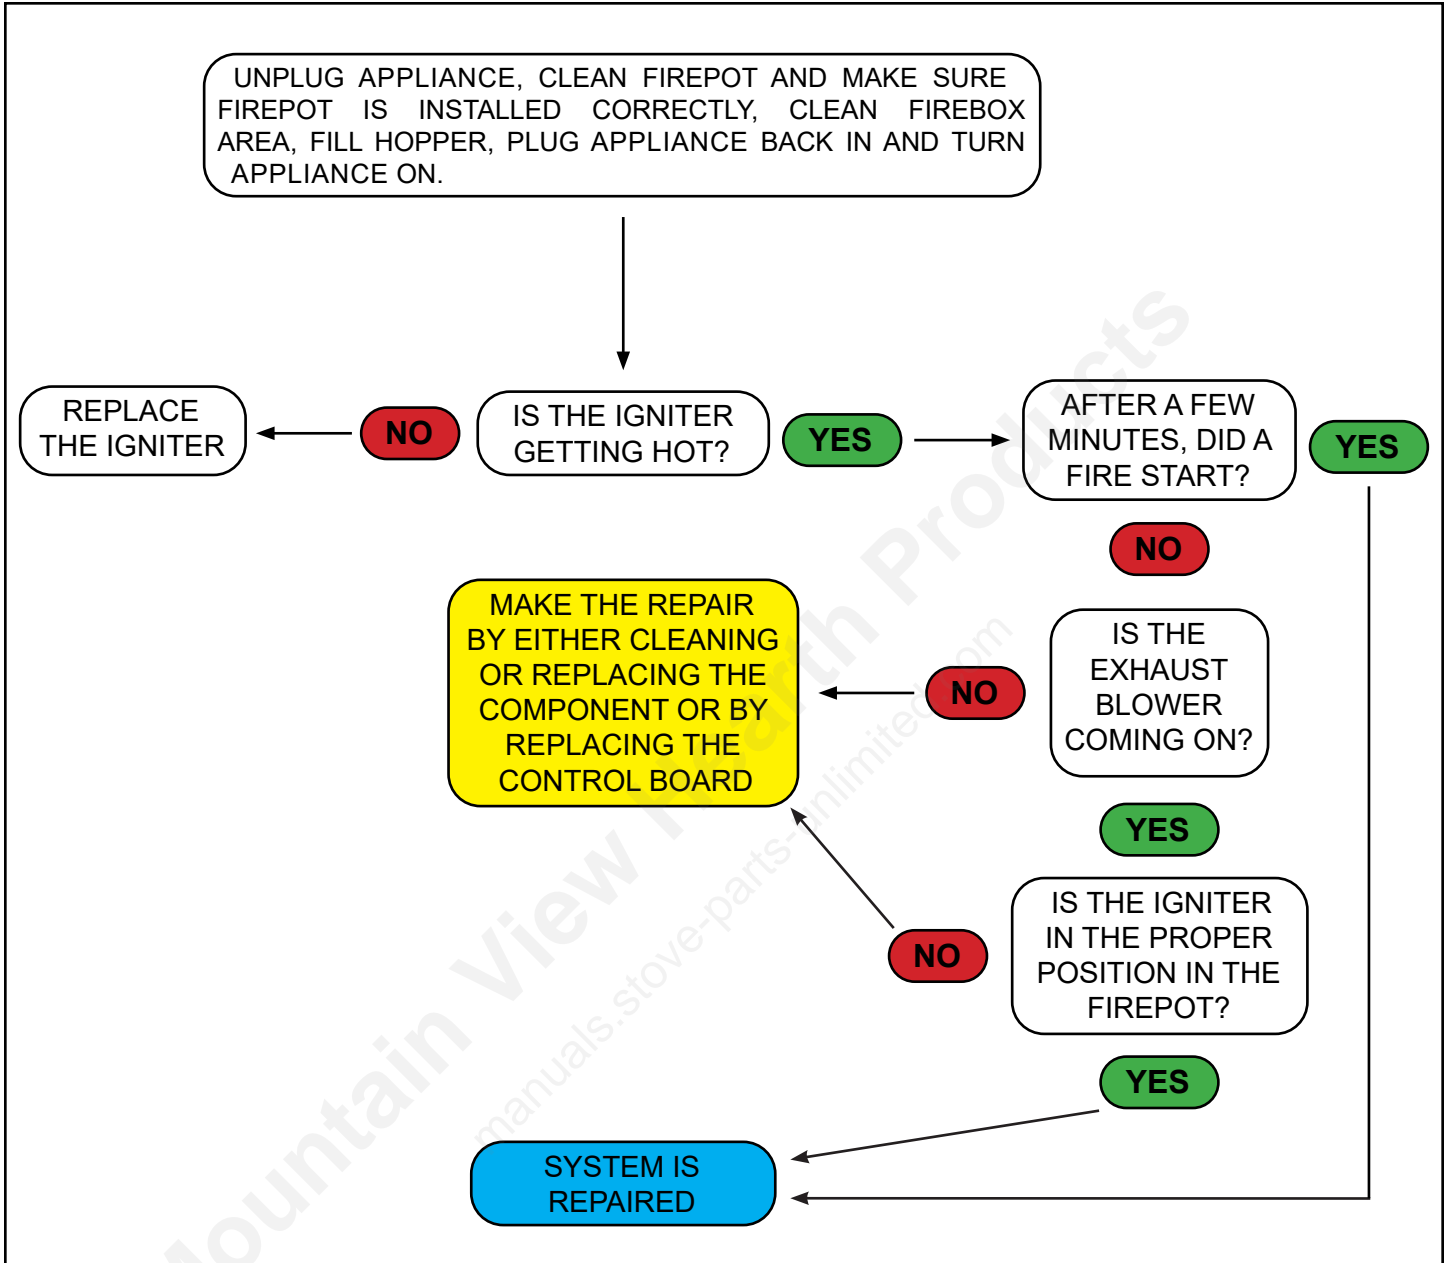 UNPLUG APPLIANCE, CLEAN FIREPOT AND MAKE SURE
FIREPOT IS INSTALLED CORRECTLY, CLEAN FIREBOX
AREA, FILL HOPPER, PLUG APPLIANCE BACK IN AND TURN
APPLIANCE ON.
REPLACE
THE IGNITER
NO
IS THE IGNITER
GETTING HOT?
YES
AFTER A FEW
MINUTES, DID A
FIRE START?
YES
NO
MAKE THE REPAIR
BY EITHER CLEANING
OR REPLACING THE
COMPONENT OR BY
REPLACING THE
CONTROL BOARD
NO
IS THE
EXHAUST
BLOWER
COMING ON?
YES
NO
IS THE IGNITER
IN THE PROPER
POSITION IN THE
FIREPOT?
YES
SYSTEM IS
REPAIRED
Mountain View Hearth Products
manuals.stove-parts-unlimited.com